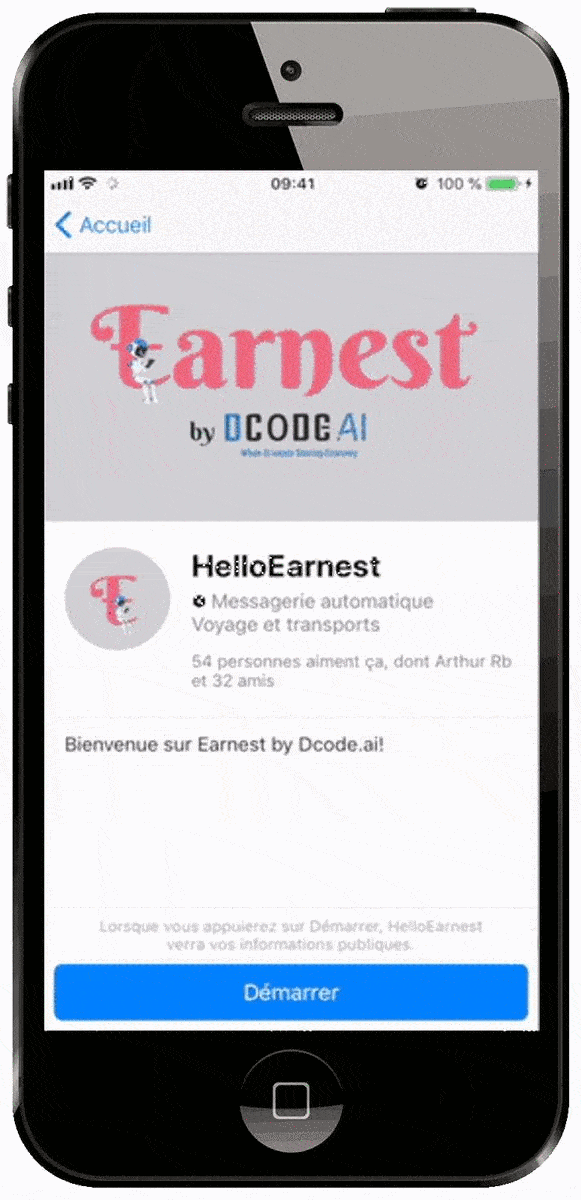 09:41
100 %
Accueil
Earnest
by DCODE.AI
HelloEarnest
Messagerie automatique
Voyage et transports
54 personnes aiment ça, dont Arthur Rb
et 32 amis
Bienvenue sur Earnest by Dcode.ai!
Lorsque vous appuierez sur Démarrer, HelloEarnest
verra vos informations publiques.
Démarrer